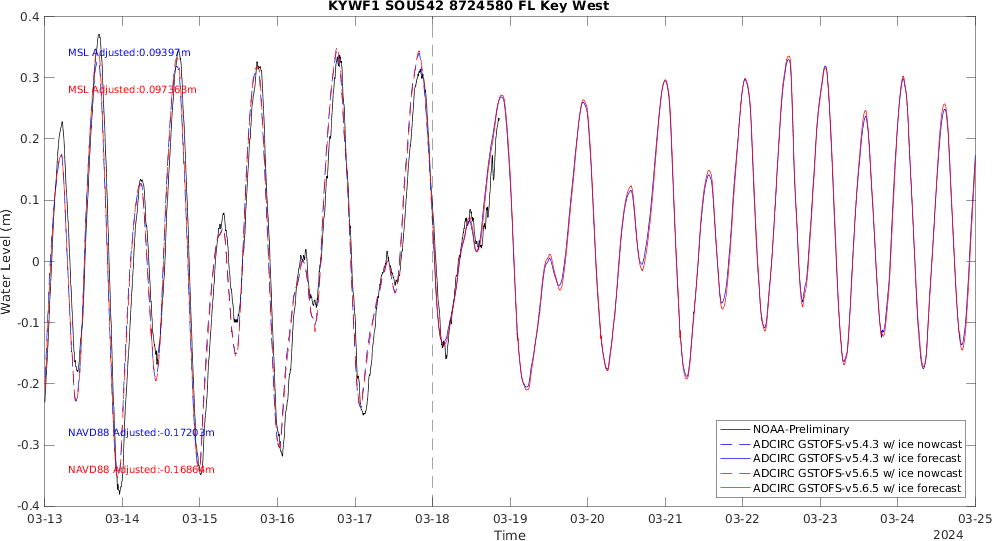 KYWF1 SOUS42 8724580 FL Key West
0.4
0.3
0.2
0.1
0
-0.1
-0.2
-0.3
-0.4
Water Level (m)
MSL Adjusted:0.09397m
MSL Adjusted:0.097363m
NAVD88 Adjusted:-0.17203m
NAVD88 Adjusted:-0.16864m
NOAA-Preliminary
ADCIRC GSTOFS-v5.4.3 w/ ice nowcast
ADCIRC GSTOFS-v5.4.3 w/ ice forecast
ADCIRC GSTOFS-v5.6.5 w/ ice nowcast
ADCIRC GSTOFS-v5.6.5 w/ ice forecast
03-13 03-14 03-15 03-16 03-17 03-18 03-19 03-20 03-21 03-22 03-23 03-24 03-25
Time
2024